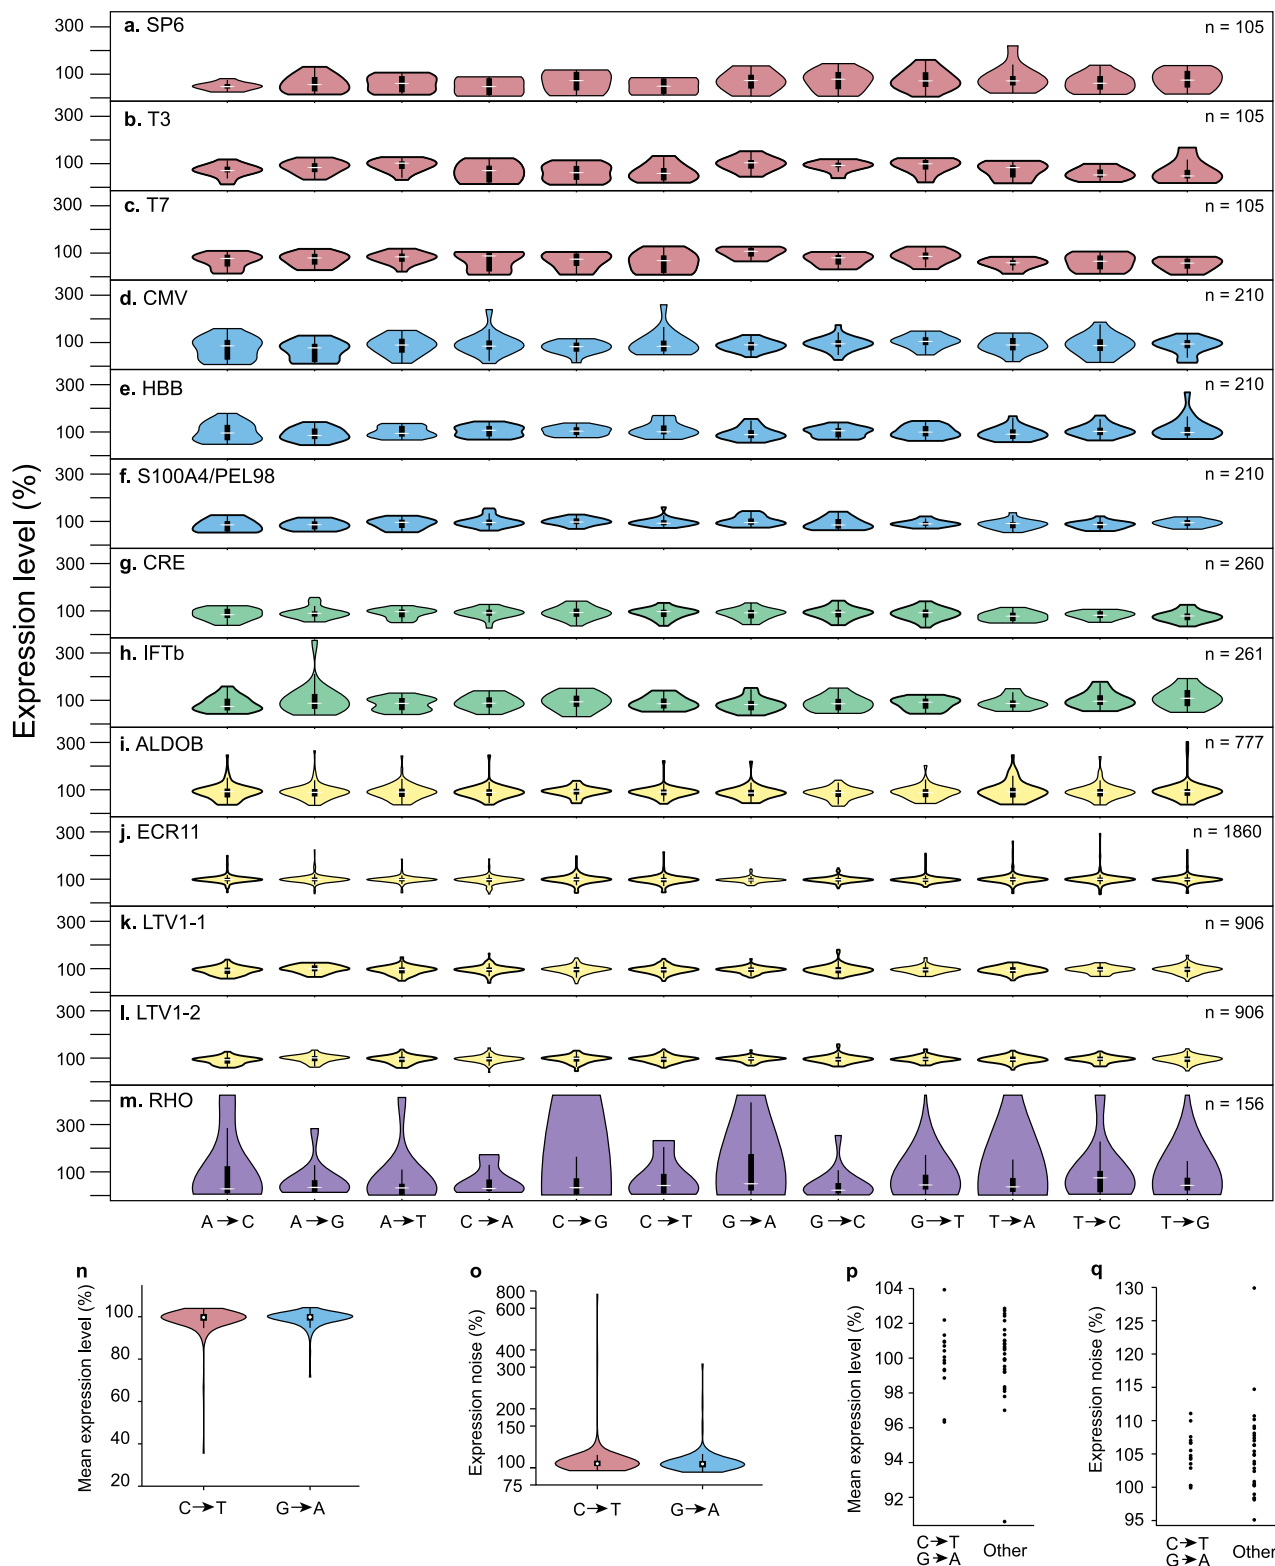 Expression level (%)
a. SP6
n = 105
300
100
b. T3
n = 105
300
100
c. T7
n = 105
300
100
d. CMV
n = 210
300
100
e. HBB
n = 210
300
100
f. S100A4/PEL98
n = 210
300
100
g. CRE
n = 260
300
100
h. IFTb
n = 261
300
100
i. ALDOB
n = 777
300
100
j. ECR11
n = 1860
300
100
k. LTV1-1
n = 906
300
100
l. LTV1-2
n = 906
300
100
m. RHO
n = 156
300
100
A→C A→G A→T C→A C→G C→T G→A G→C G→T T→A T→C T→G
n
Mean expression level (%)
100
80
60
40
20
C→T G→A
o
Expression noise (%)
800
600
400
300
200
150
100
75
C→T G→A
p
Mean expression level (%)
104
102
100
98
96
94
92
C→T
G→A
Other
q
Expression noise (%)
130
125
120
115
110
105
100
95
C→T
G→A
Other